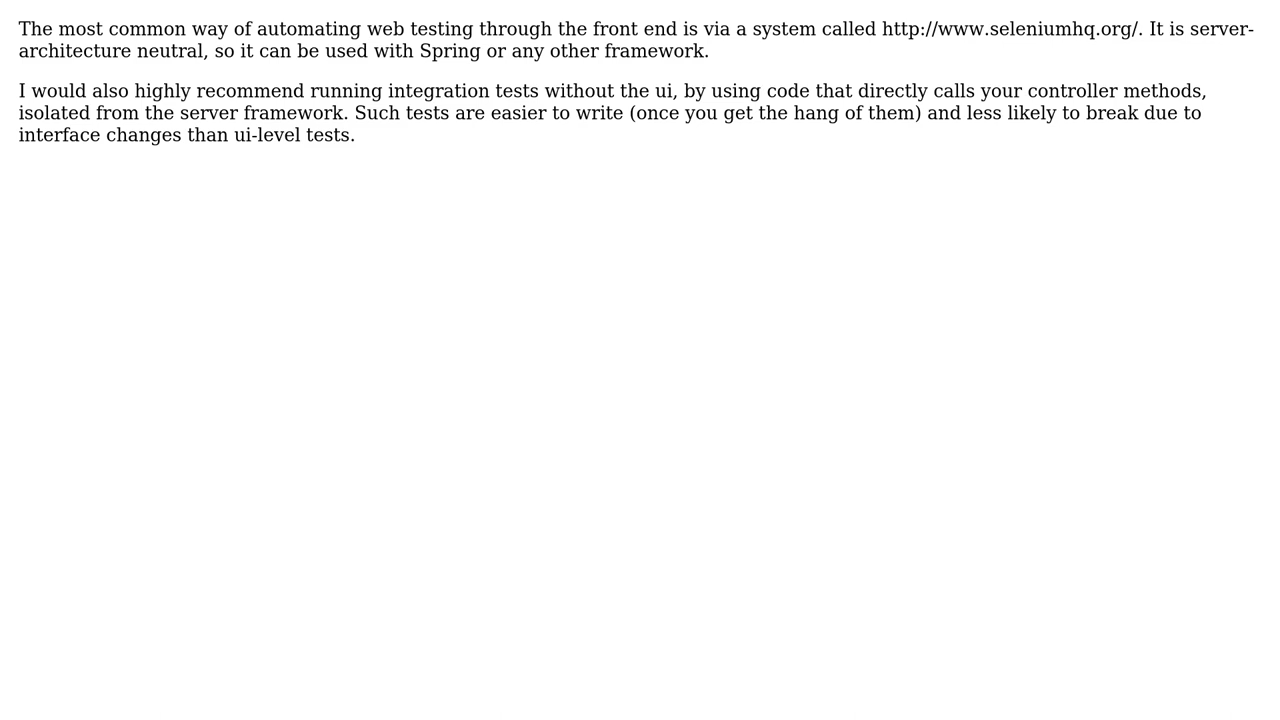 The most common way of automating web testing through the front end is via a system called http://www.seleniumhq.org/. It is server-
architecture neutral, so it can be used with Spring or any other framework.
I would also highly recommend running integration tests without the ui, by using code that directly calls your controller methods,
isolated from the server framework. Such tests are easier to write (once you get the hang of them) and less likely to break due to
interface changes than ui-level tests.